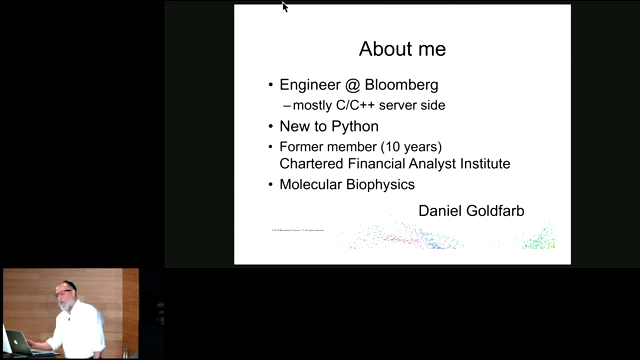 About me
• Engineer @ Bloomberg
–mostly C/C++ server side
• New to Python
• Former member (10 years)
Chartered Financial Analyst Institute
• Molecular Biophysics
Daniel Goldfarb